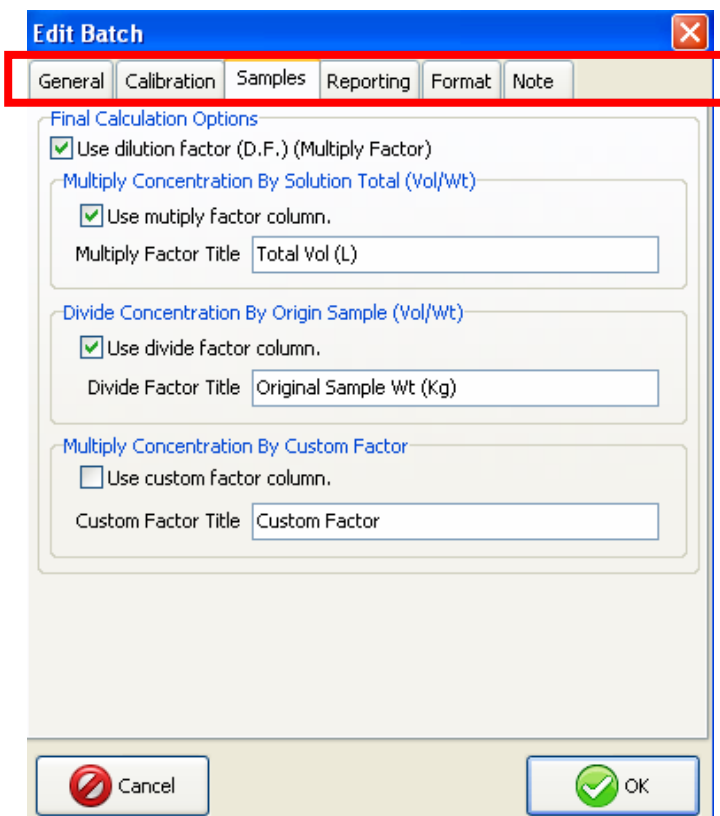 Edit Batch
General Calibration Samples Reporting Format Note
Final Calculation Options
Use dilution factor (D.F.) (Multiply Factor)
Multiply Concentration By Solution Total (Vol/Wt)
Use mutiply factor column.
Multiply Factor Title Total Vol (L)
Divide Concentration By Origin Sample (Vol/Wt)
Use divide factor column.
Divide Factor Title Original Sample Wt (Kg)
Multiply Concentration By Custom Factor
Use custom factor column.
Custom Factor Title Custom Factor
Cancel OK